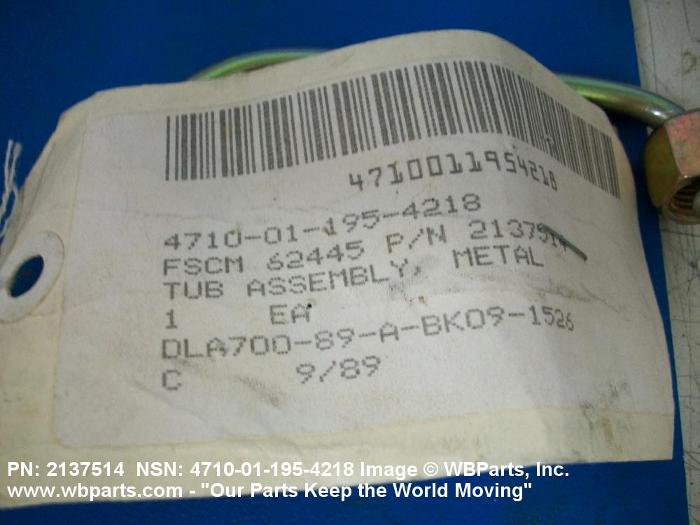 4710011954218
4710-01-195-4218
FSCM 62445 P/N 2137514
TUB ASSEMBLY, METAL
1 EA
DLA700-89-A-BK09-1526
C 9/89
PN: 2137514 NSN: 4710-01-195-4218 Image © WBParts, Inc.
www.wbparts.com - "Our Parts Keep the World Moving"